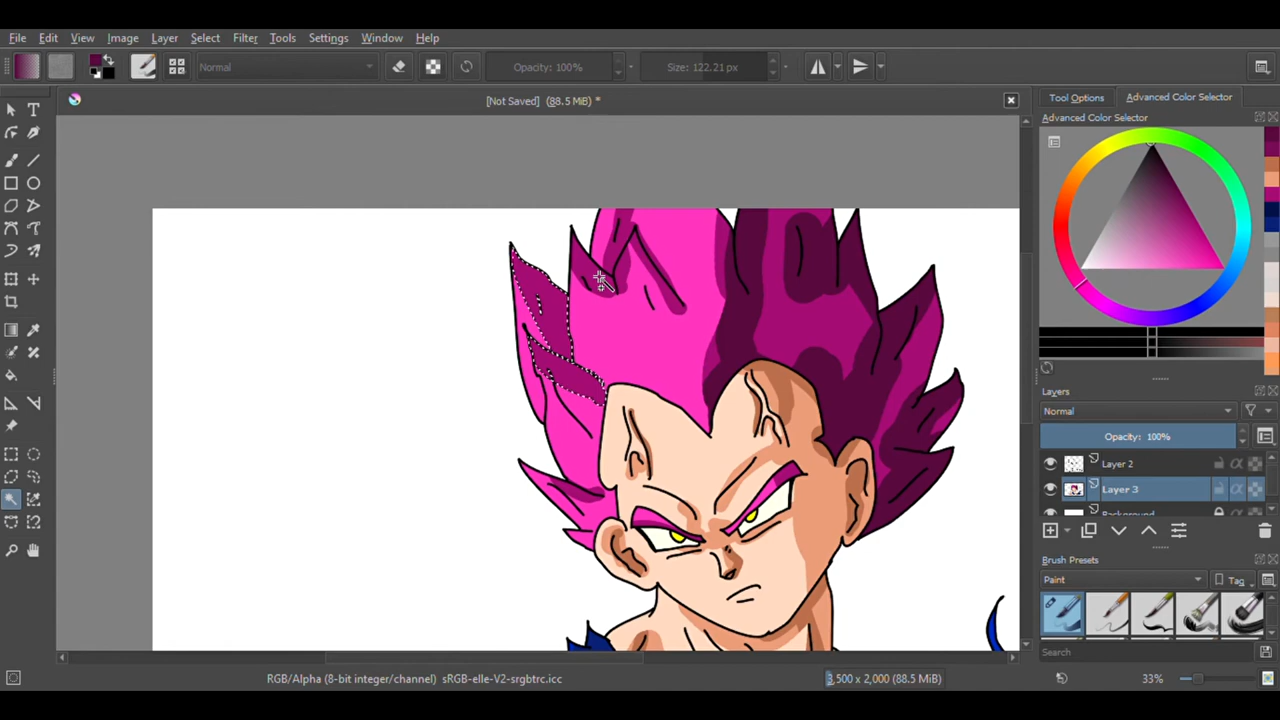 File Edit View Image Layer Select Filter Tools Settings Window Help
Normal Opacity: 100% Size: 122.21 px
[Not Saved] (88.5 MiB) *
Tool Options Advanced Color Selector
Advanced Color Selector
Layers
Normal
Opacity: 100%
Layer 2
Layer 3
Background
Brush Presets
Paint Tag
Search
RGB/Alpha (8-bit integer/channel) sRGB-elle-V2-srgbtrc.icc 3,500 x 2,000 (88.5 MiB) 33%